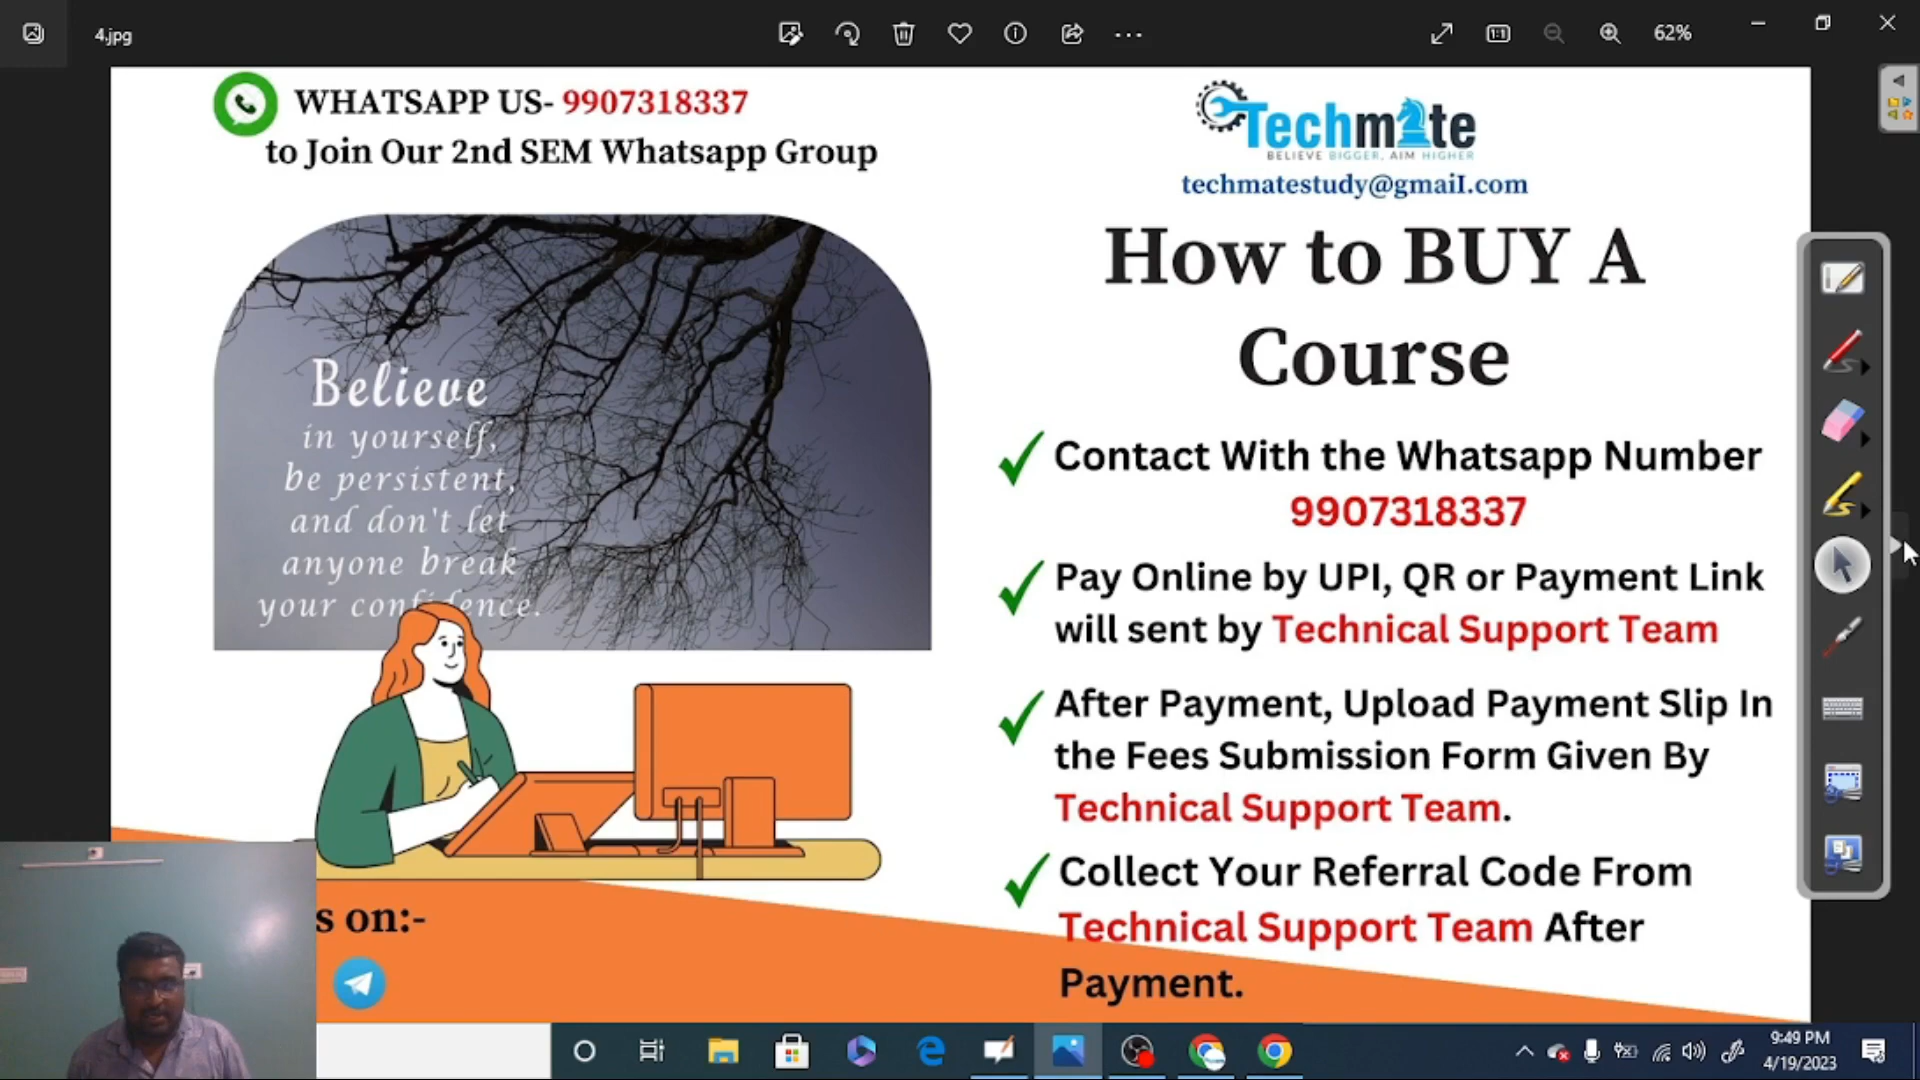 4.jpg
62%
WHATSAPP US- 9907318337
to Join Our 2nd SEM Whatsapp Group
Techmate
BELIEVE BIGGER, AIM HIGHER
techmatestudy@gmail.com
How to BUY A
Course
Believe
in yourself,
be persistent,
and don't let
anyone break
your confidence.
Contact With the Whatsapp Number
9907318337
Pay Online by UPI, QR or Payment Link
will sent by Technical Support Team
After Payment, Upload Payment Slip In
the Fees Submission Form Given By
Technical Support Team.
Collect Your Referral Code From
Technical Support Team After
Payment.
s on:-
9:49 PM
4/19/2023